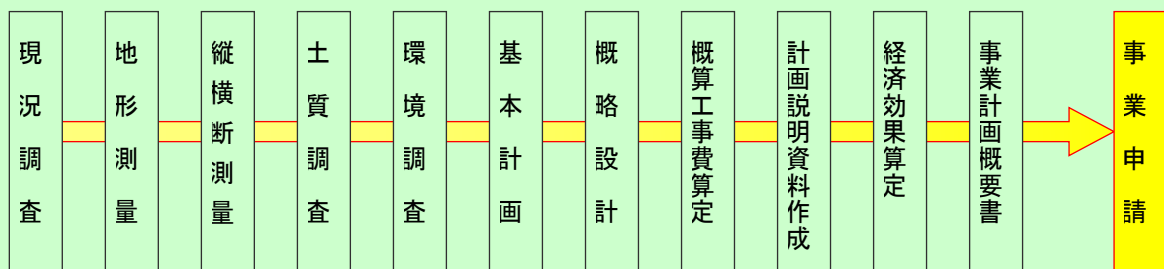 現況調査
地形測量
縦横断測量
土質調査
環境調査
基本計画
概略設計
概算工事費算定
計画説明資料作成
経済効果算定
事業計画概要書
事業申請